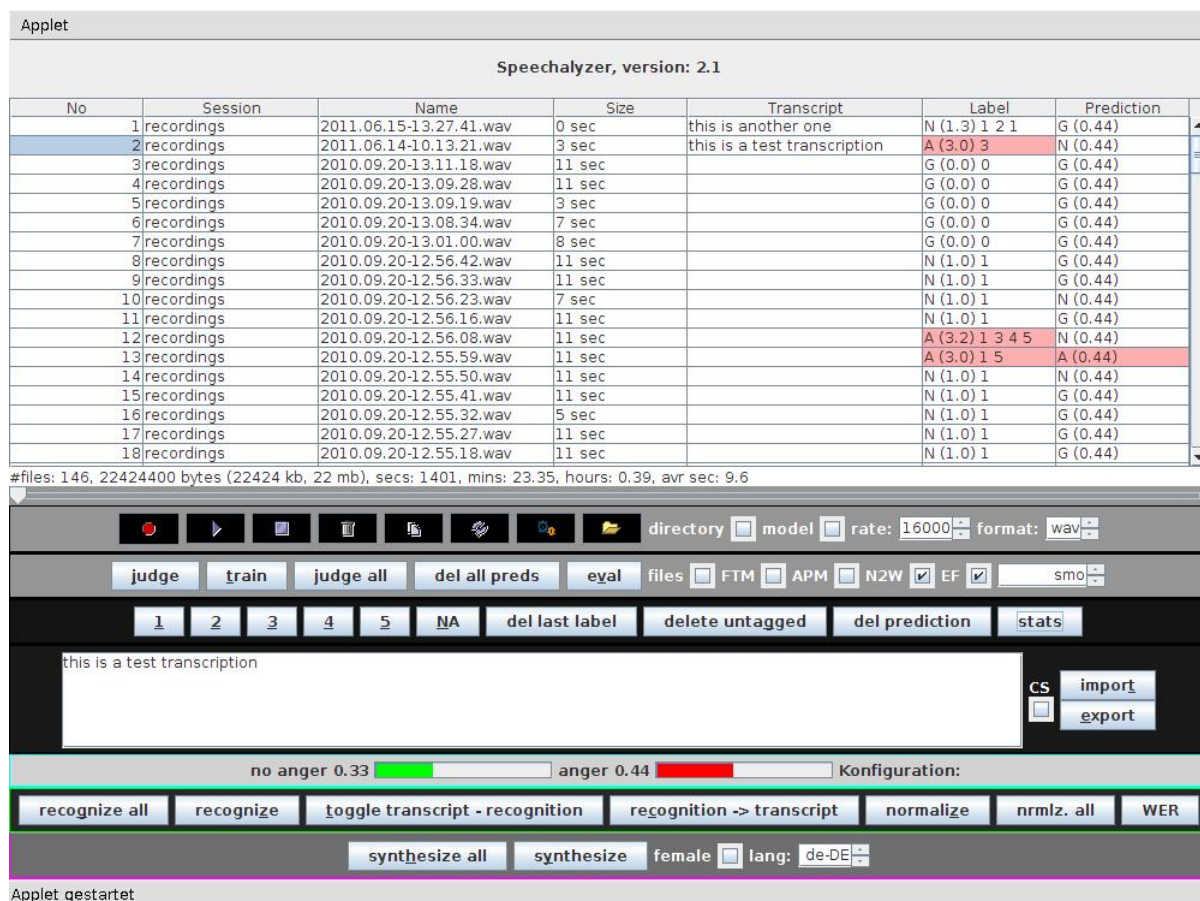 Applet
Speechalyzer, version: 2.1
No Session Name Size Transcript Label Prediction
1 recordings 2011.06.15-13.27.41.wav 0 sec this is another one N (1.3) 1 2 1 G (0.44)
2 recordings 2011.06.14-10.13.21.wav 3 sec this is a test transcription A (3.0) 3 N (0.44)
3 recordings 2010.09.20-13.11.18.wav 11 sec G (0.0) 0 G (0.44)
4 recordings 2010.09.20-13.09.28.wav 11 sec G (0.0) 0 G (0.44)
5 recordings 2010.09.20-13.09.19.wav 3 sec G (0.0) 0 G (0.44)
6 recordings 2010.09.20-13.08.34.wav 7 sec G (0.0) 0 G (0.44)
7 recordings 2010.09.20-13.01.00.wav 8 sec G (0.0) 0 G (0.44)
8 recordings 2010.09.20-12.56.42.wav 11 sec N (1.0) 1 G (0.44)
9 recordings 2010.09.20-12.56.33.wav 11 sec N (1.0) 1 G (0.44)
10 recordings 2010.09.20-12.56.23.wav 7 sec N (1.0) 1 N (0.44)
11 recordings 2010.09.20-12.56.16.wav 11 sec N (1.0) 1 G (0.44)
12 recordings 2010.09.20-12.56.08.wav 11 sec A (3.2) 1 3 4 5 N (0.44)
13 recordings 2010.09.20-12.55.59.wav 11 sec A (3.0) 1 5 A (0.44)
14 recordings 2010.09.20-12.55.50.wav 11 sec N (1.0) 1 N (0.44)
15 recordings 2010.09.20-12.55.41.wav 11 sec N (1.0) 1 G (0.44)
16 recordings 2010.09.20-12.55.32.wav 5 sec N (1.0) 1 G (0.44)
17 recordings 2010.09.20-12.55.27.wav 11 sec N (1.0) 1 G (0.44)
18 recordings 2010.09.20-12.55.18.wav 11 sec N (1.0) 1 G (0.44)
#files: 146, 22424400 bytes (22424 kb, 22 mb), secs: 1401, mins: 23.35, hours: 0.39, avr sec: 9.6
directory model rate: 16000 format: wav
judge train judge all del all preds eval files FTM APM N2W EF smo
1 2 3 4 5 NA del last label delete untagged del prediction stats
this is a test transcription
CS import
export
no anger 0.33 anger 0.44 Konfiguration:
recognize all recognize toggle transcript - recognition recognition -> transcript normalize nrmlz. all WER
synthesize all synthesize female lang: de-DE
Applet gestartet